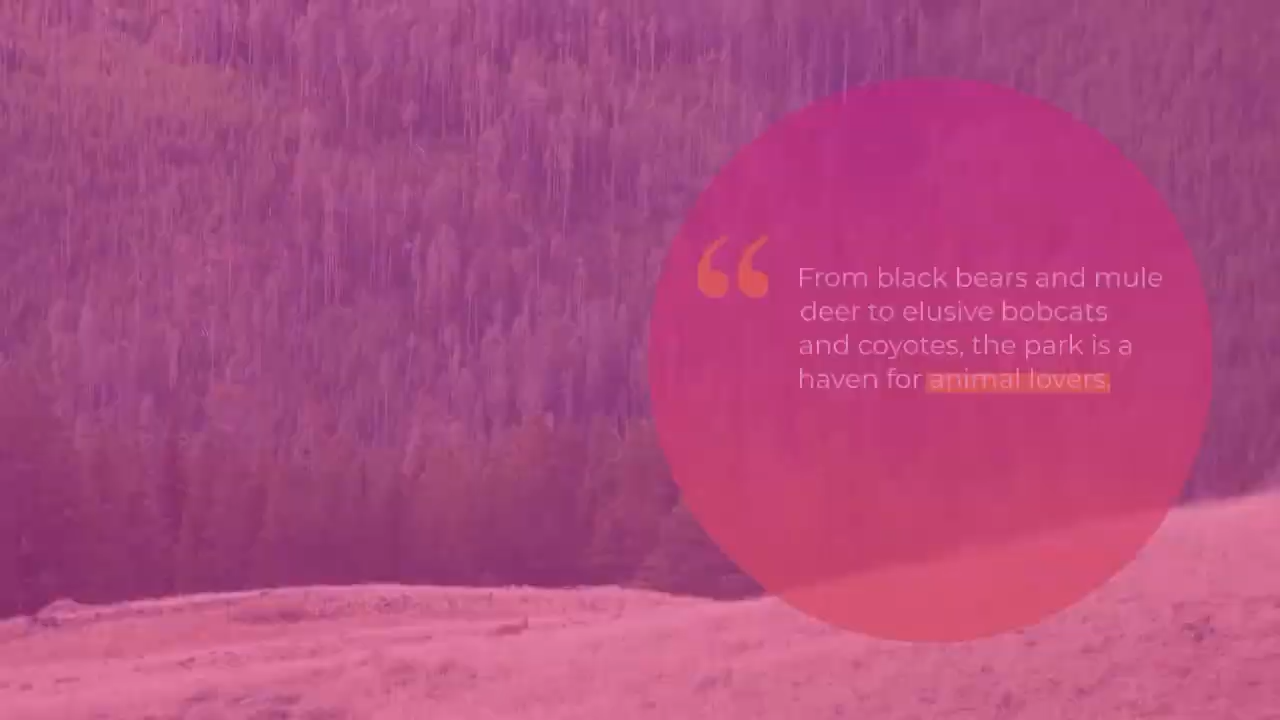 “ From black bears and mule
deer to elusive bobcats
and coyotes, the park is a
haven for animal lovers.